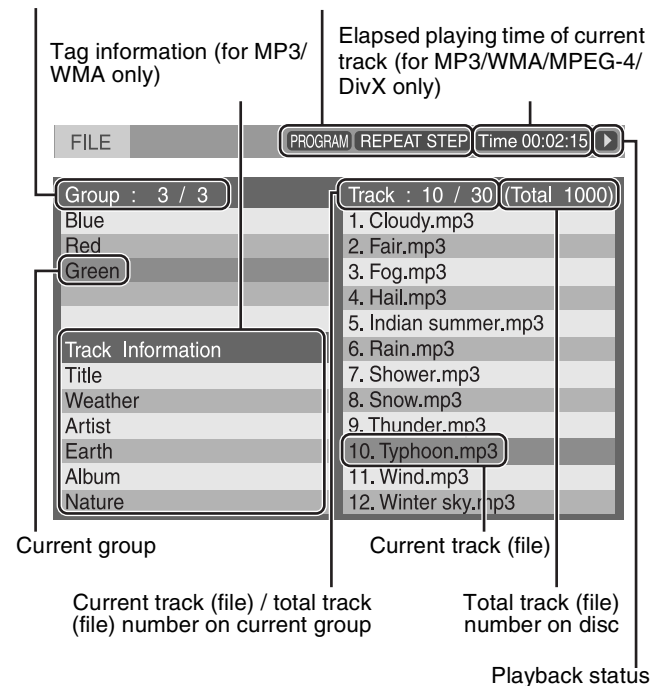 Tag information (for MP3/
WMA only)
Elapsed playing time of current
track (for MP3/WMA/MPEG-4/
DivX only)
FILE
PROGRAM REPEAT STEP Time 00:02:15
Group : 3 / 3
Blue
Red
Green
Track Information
Title
Weather
Artist
Earth
Album
Nature
Track : 10 / 30 (Total 1000)
1. Cloudy.mp3
2. Fair.mp3
3. Fog.mp3
4. Hail.mp3
5. Indian summer.mp3
6. Rain.mp3
7. Shower.mp3
8. Snow.mp3
9. Thunder.mp3
10. Typhoon.mp3
11. Wind.mp3
12. Winter sky.mp3
Current group
Current track (file)
Current track (file) / total track
(file) number on current group
Total track (file)
number on disc
Playback status